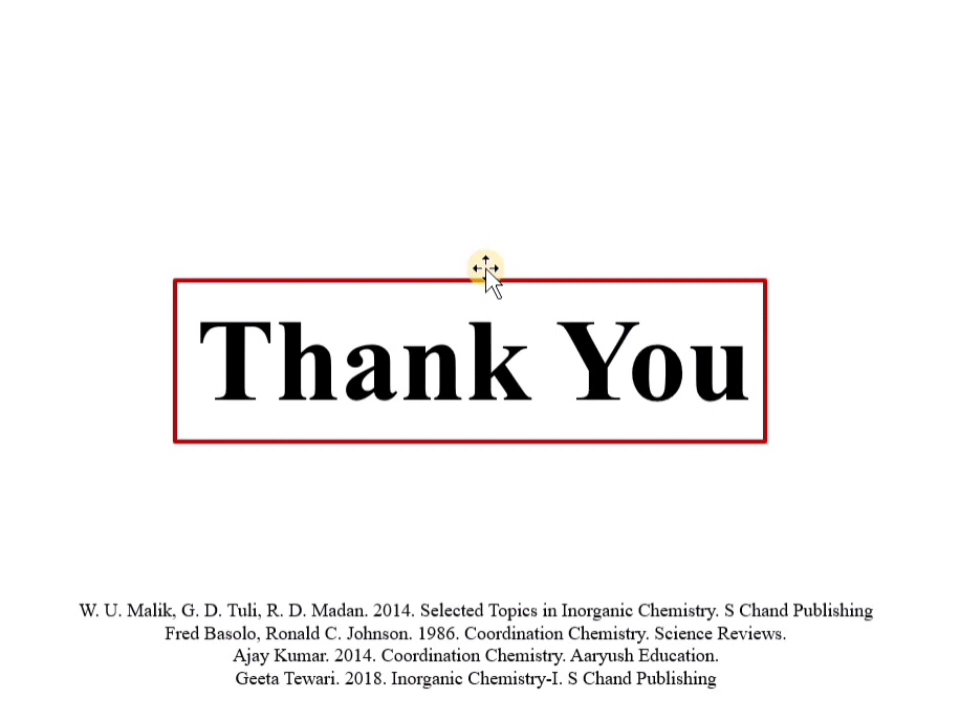 Thank You
W. U. Malik, G. D. Tuli, R. D. Madan. 2014. Selected Topics in Inorganic Chemistry. S Chand Publishing
Fred Basolo, Ronald C. Johnson. 1986. Coordination Chemistry. Science Reviews.
Ajay Kumar. 2014. Coordination Chemistry. Aaryush Education.
Geeta Tewari. 2018. Inorganic Chemistry-I. S Chand Publishing